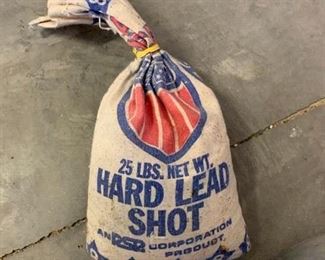 25 LBS. NET WT.
HARD LEAD
SHOT
AN RSR CORPORATION
PRODUCT.